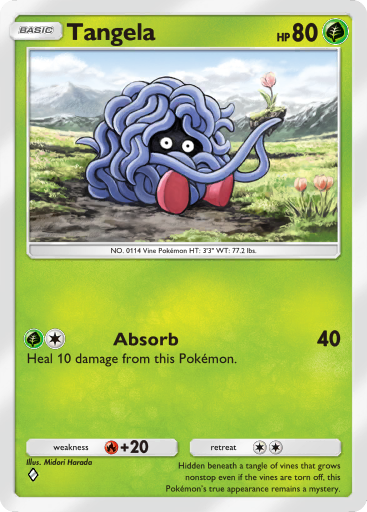 BASIC Tangela HP 80
NO. 0114 Vine Pokémon HT: 3'3" WT: 77.2 lbs.
Absorb 40
Heal 10 damage from this Pokémon.
weakness +20 retreat
Illus. Midori Harada
Hidden beneath a tangle of vines that grows
nonstop even if the vines are torn off, this
Pokémon's true appearance remains a mystery.